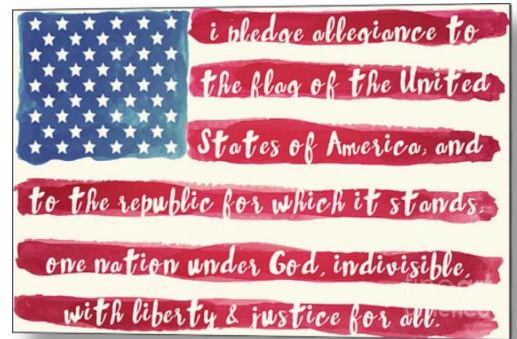 i pledge allegiance to
the flag of the United
States of America, and
to the republic for which it stands,
one nation under God, indivisible,
with liberty & justice for all.